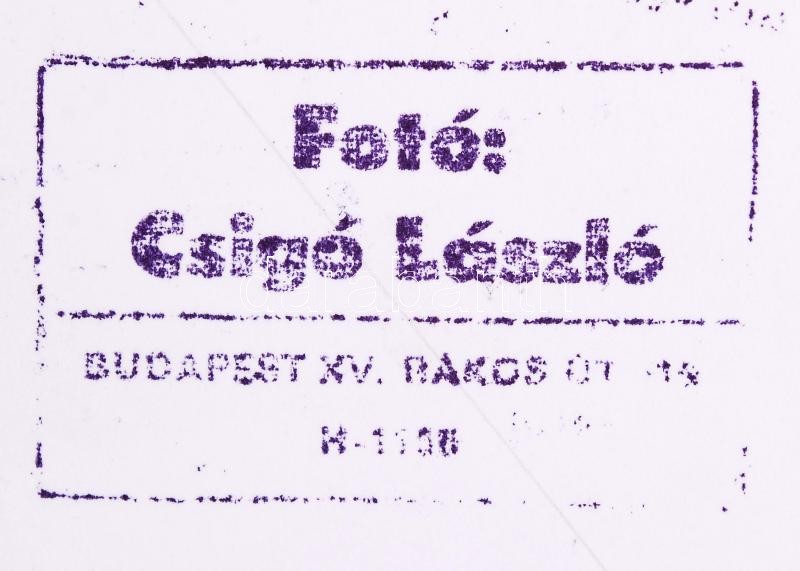 Fotó:
Csigó László
BUDAPEST XV. RÁKOS ÚT
H-1158